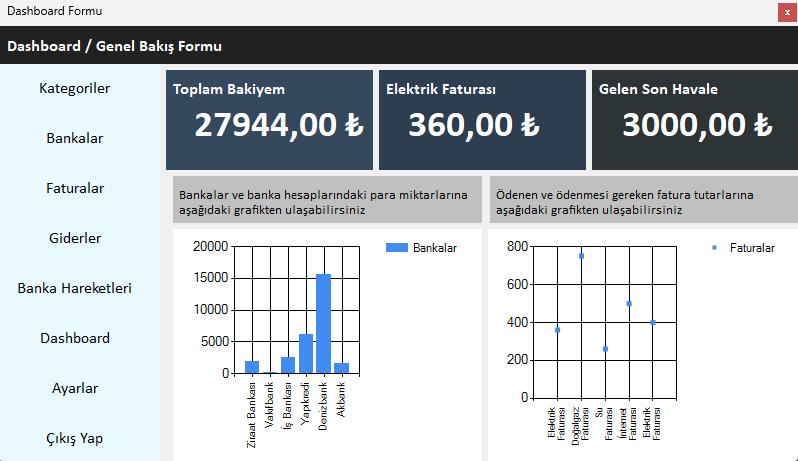 Dashboard Formu
x
Dashboard / Genel Bakış Formu
Kategoriler
Bankalar
Faturalar
Giderler
Banka Hareketleri
Dashboard
Ayarlar
Çıkış Yap
Toplam Bakiyem
27944,00 ₺
Elektrik Faturası
360,00 ₺
Gelen Son Havale
3000,00 ₺
Bankalar ve banka hesaplarındaki para miktarlarına
aşağıdaki grafikten ulaşabilirsiniz
20000
15000
10000
5000
0
Ziraat Bankası
Vakıfbank
İş Bankası
Yapıkredi
Denizbank
Akbank
Bankalar
Ödenen ve ödenmesi gereken fatura tutarlarına
aşağıdaki grafikten ulaşabilirsiniz
800
600
400
200
0
Elektrik
Faturası
Doğalgaz
Faturası
Su
Faturası
İnternet
Faturası
Elektrik
Faturası
Faturalar